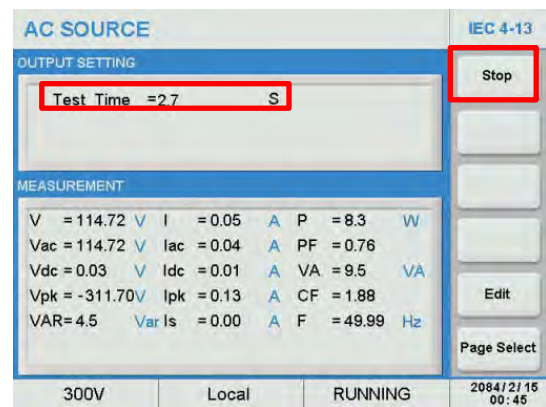 AC SOURCE IEC 4-13
OUTPUT SETTING
Stop
Test Time =2.7 S
MEASUREMENT
V = 114.72 V I = 0.05 A P = 8.3 W
Vac = 114.72 V Iac = 0.04 A PF = 0.76
Vdc = 0.03 V Idc = 0.01 A VA = 9.5 VA
Vpk = -311.70V Ipk = 0.13 A CF = 1.88
VAR= 4.5 Var Is = 0.00 A F = 49.99 Hz
Edit
Page Select
300V Local RUNNING 2084/2/15
00:45